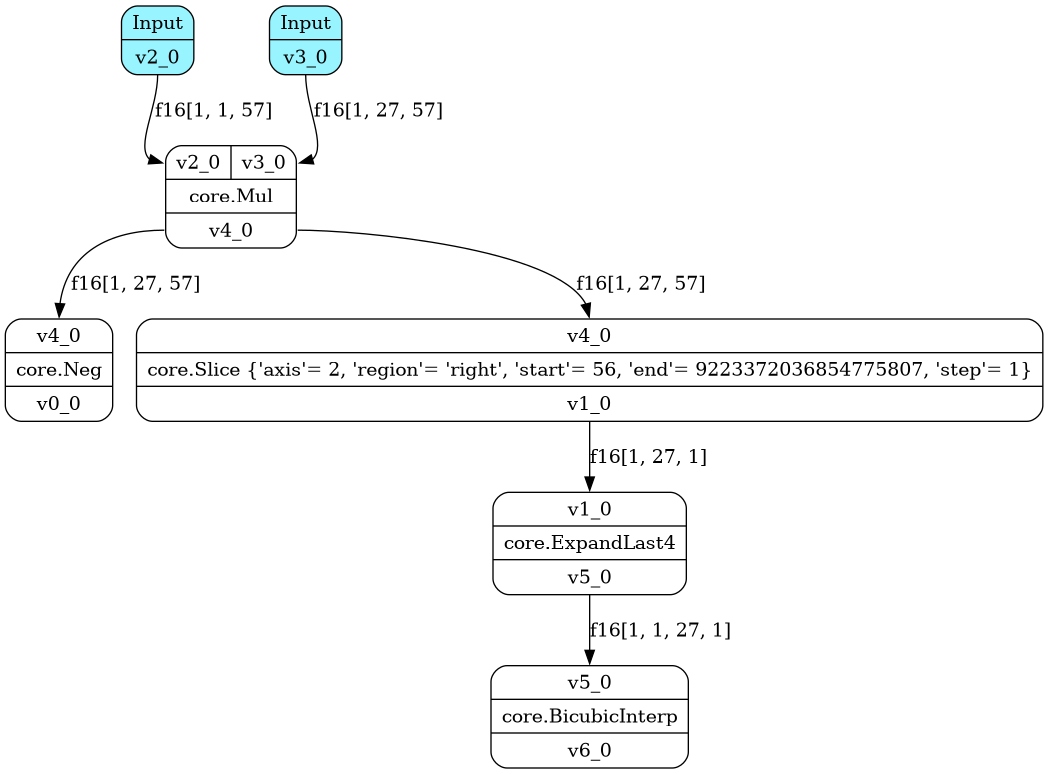 Input
v2_0
Input
v3_0
f16[1, 1, 57]
f16[1, 27, 57]
v2_0
v3_0
core.Mul
v4_0
f16[1, 27, 57]
f16[1, 27, 57]
v4_0
core.Neg
v0_0
v4_0
core.Slice {'axis'= 2, 'region'= 'right', 'start'= 56, 'end'= 9223372036854775807, 'step'= 1}
v1_0
f16[1, 27, 1]
v1_0
core.ExpandLast4
v5_0
f16[1, 1, 27, 1]
v5_0
core.BicubicInterp
v6_0